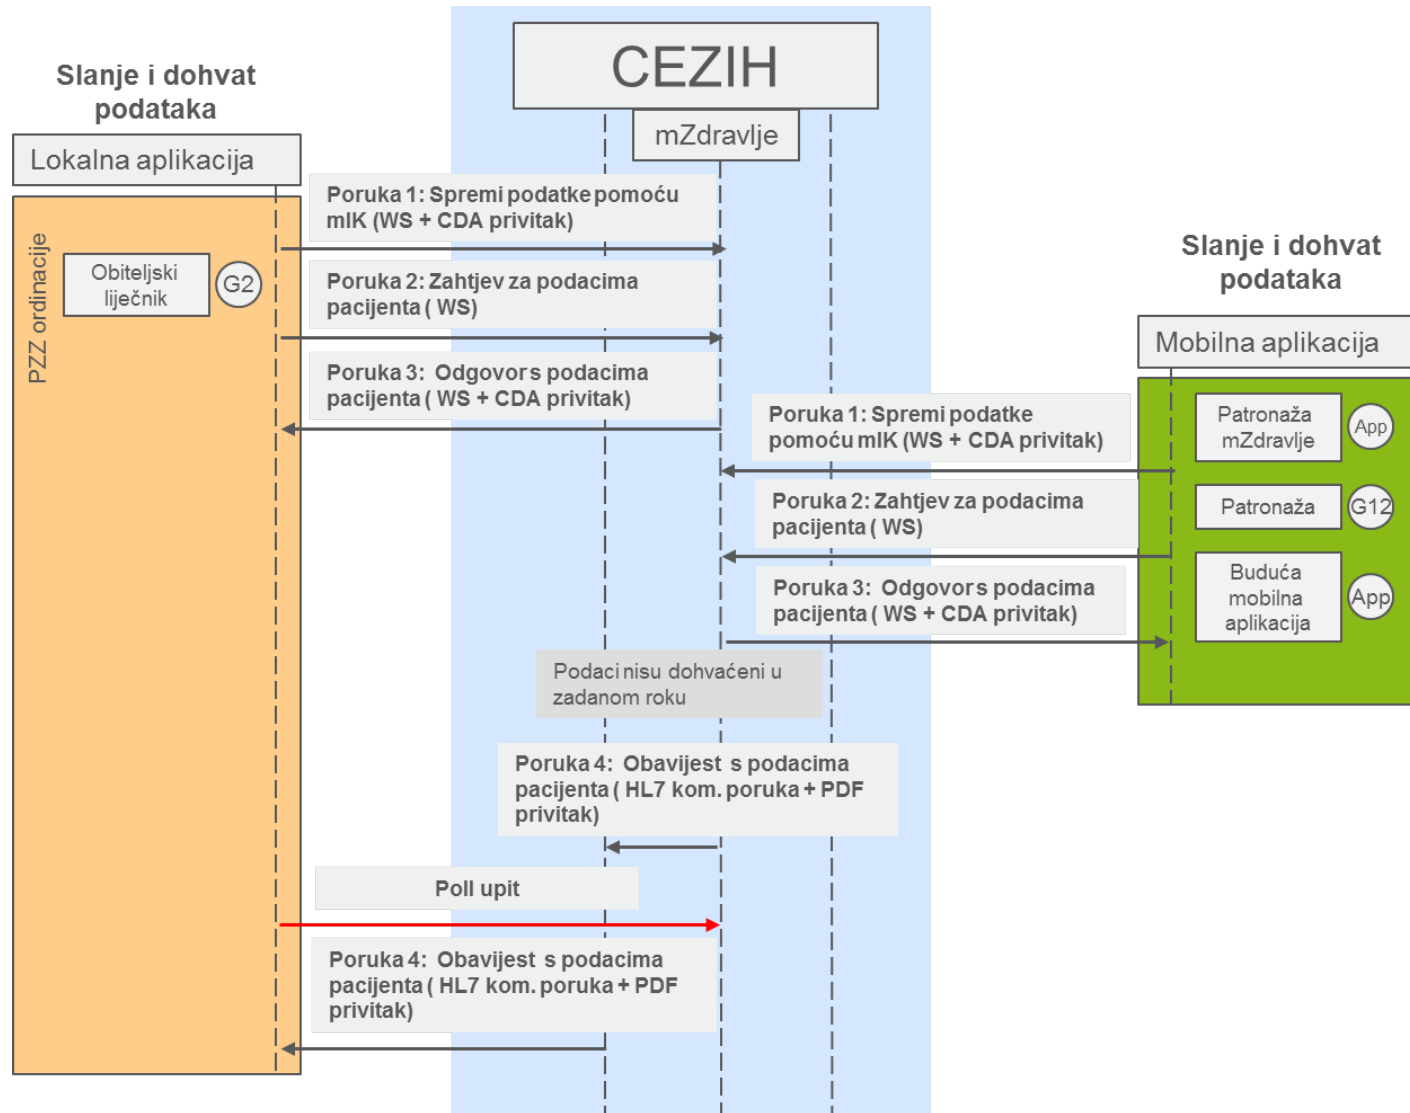 CEZIH
mZdravlje
Slanje i dohvat
podataka
Lokalna aplikacija
PZZ ordinacije
Obiteljski
liječnik
G2
Poruka 1: Spremi podatke pomoću
mIK (WS + CDA privitak)
Poruka 2: Zahtjev za podacima
pacijenta ( WS)
Poruka 3: Odgovor s podacima
pacijenta ( WS + CDA privitak)
Slanje i dohvat
podataka
Mobilna aplikacija
Patronaža
mZdravlje
App
Patronaža
G12
Buduća
mobilna
aplikacija
App
Poruka 1: Spremi podatke
pomoću mIK (WS + CDA privitak)
Poruka 2: Zahtjev za podacima
pacijenta ( WS)
Poruka 3: Odgovor s podacima
pacijenta ( WS + CDA privitak)
Podaci nisu dohvaćeni u
zadanom roku
Poruka 4: Obavijest s podacima
pacijenta ( HL7 kom. poruka + PDF
privitak)
Poll upit
Poruka 4: Obavijest s podacima
pacijenta ( HL7 kom. poruka + PDF
privitak)